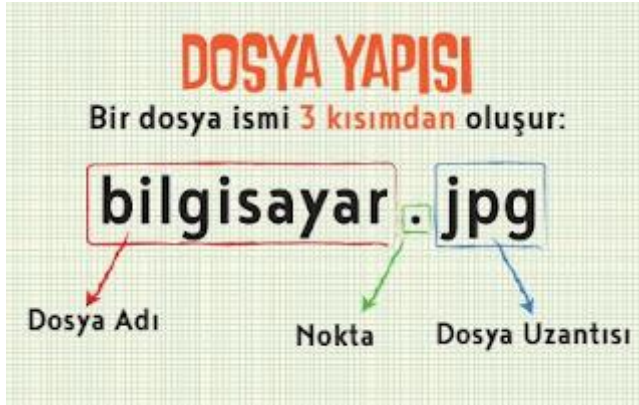 DOSYA YAPISI
Bir dosya ismi 3 kısımdan oluşur:
bilgisayar.jpg
Dosya Adı
Nokta
Dosya Uzantısı